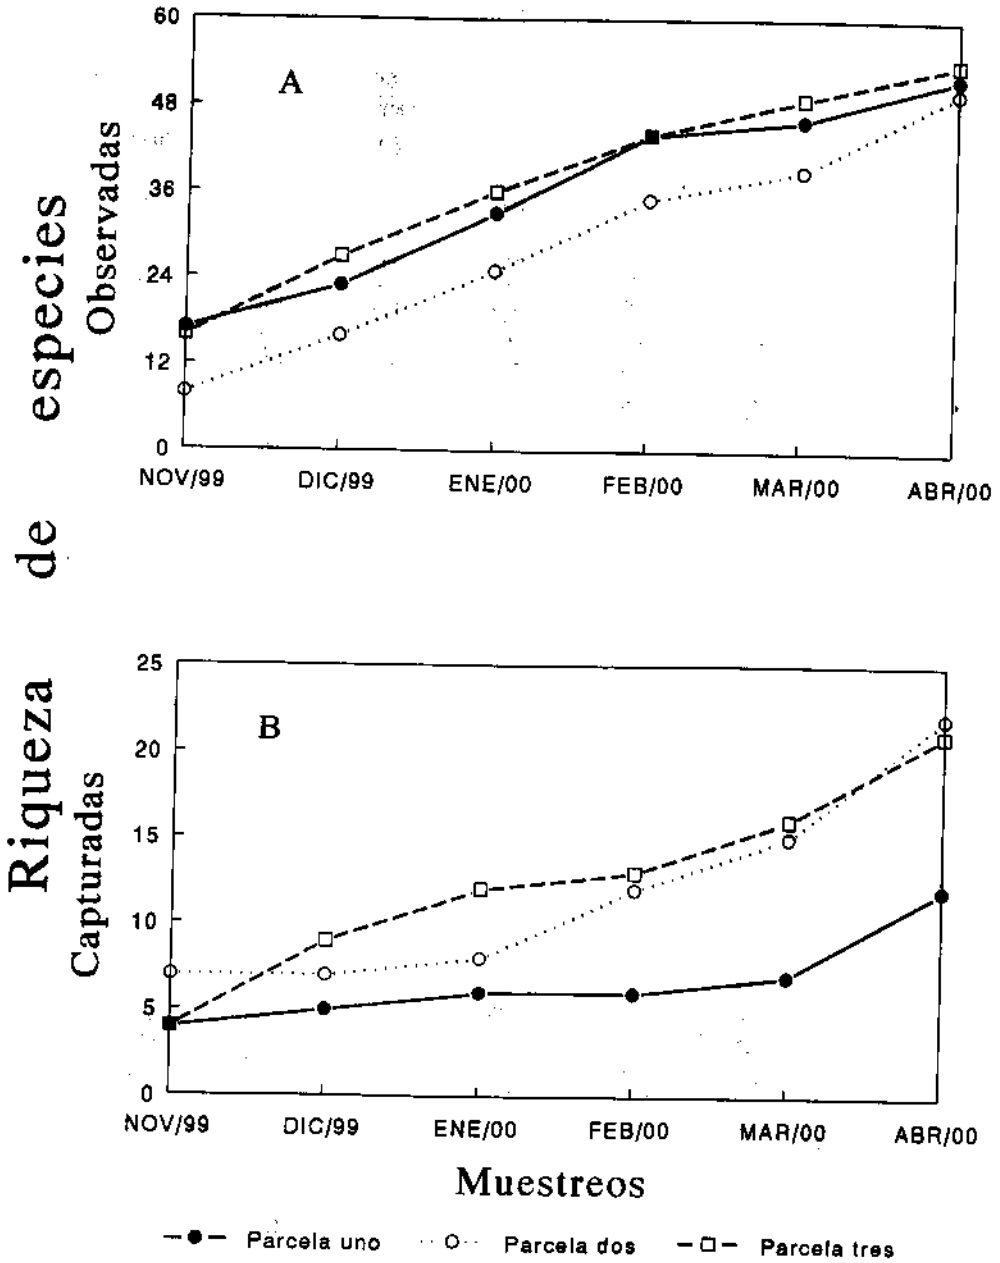 60
A
48
36
24
12
0
NOV/99 DIC/99 ENE/00 FEB/00 MAR/00 ABR/00
Observadas
Riqueza de especies
25
B
20
15
10
5
0
NOV/99 DIC/99 ENE/00 FEB/00 MAR/00 ABR/00
Capturadas
Muestreos
Parcela uno Parcela dos Parcela tres